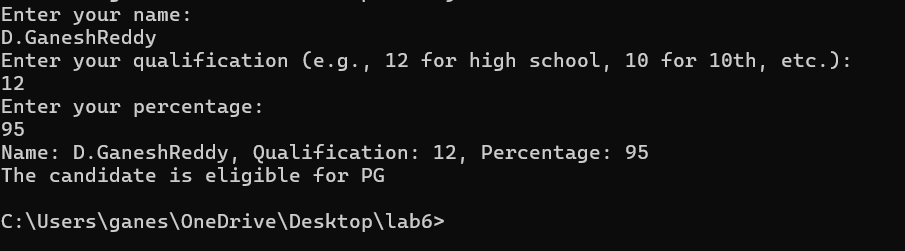 Enter your name:
D.GaneshReddy
Enter your qualification (e.g., 12 for high school, 10 for 10th, etc.):
12
Enter your percentage:
95
Name: D.GaneshReddy, Qualification: 12, Percentage: 95
The candidate is eligible for PG
C:\Users\ganes\OneDrive\Desktop\lab6>